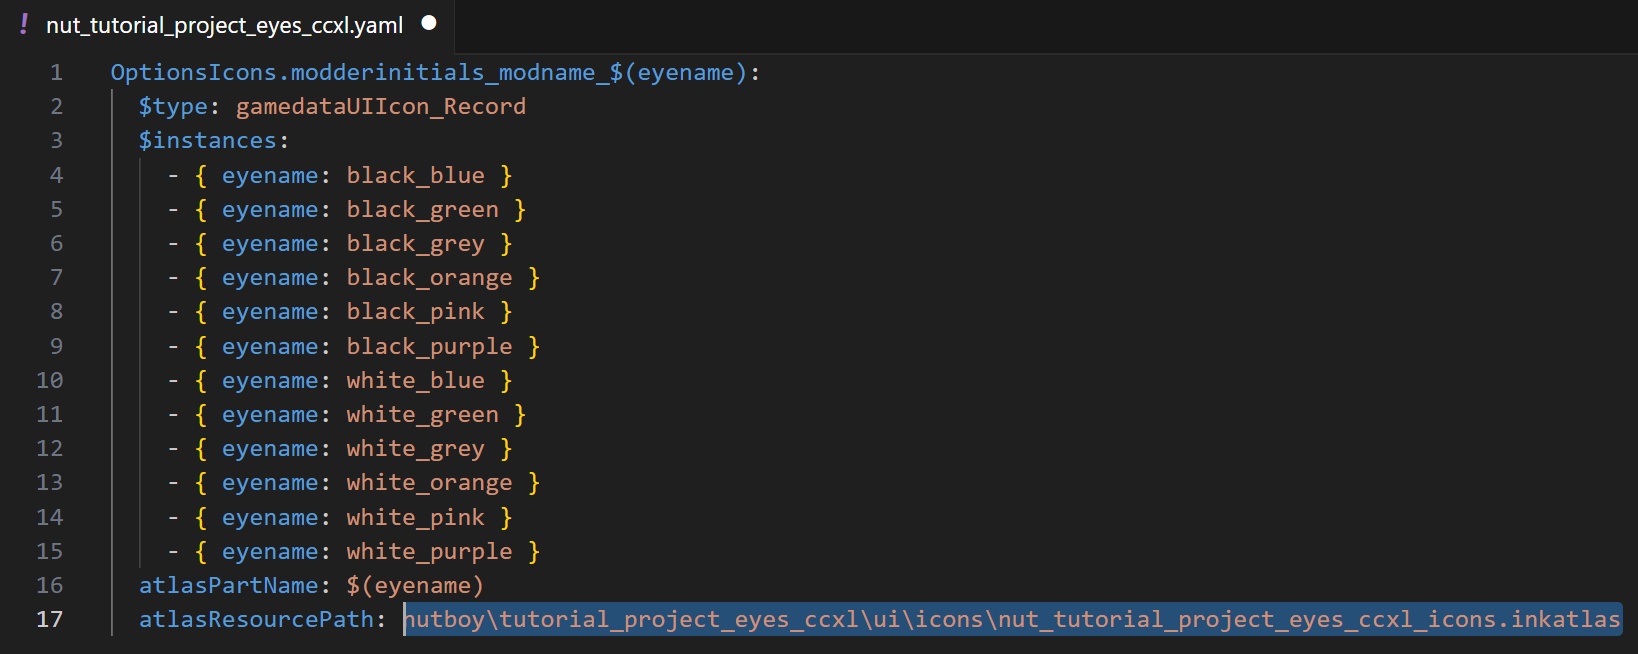 ! nut_tutorial_project_eyes_ccxl.yaml
1 OptionsIcons.modderinitials_modname_$(eyename):
2 $type: gamedataUIIcon_Record
3 $instances:
4 - { eyename: black_blue }
5 - { eyename: black_green }
6 - { eyename: black_grey }
7 - { eyename: black_orange }
8 - { eyename: black_pink }
9 - { eyename: black_purple }
10 - { eyename: white_blue }
11 - { eyename: white_green }
12 - { eyename: white_grey }
13 - { eyename: white_orange }
14 - { eyename: white_pink }
15 - { eyename: white_purple }
16 atlasPartName: $(eyename)
17 atlasResourcePath: nutboy\tutorial_project_eyes_ccxl\ui\icons\nut_tutorial_project_eyes_ccxl_icons.inkatlas